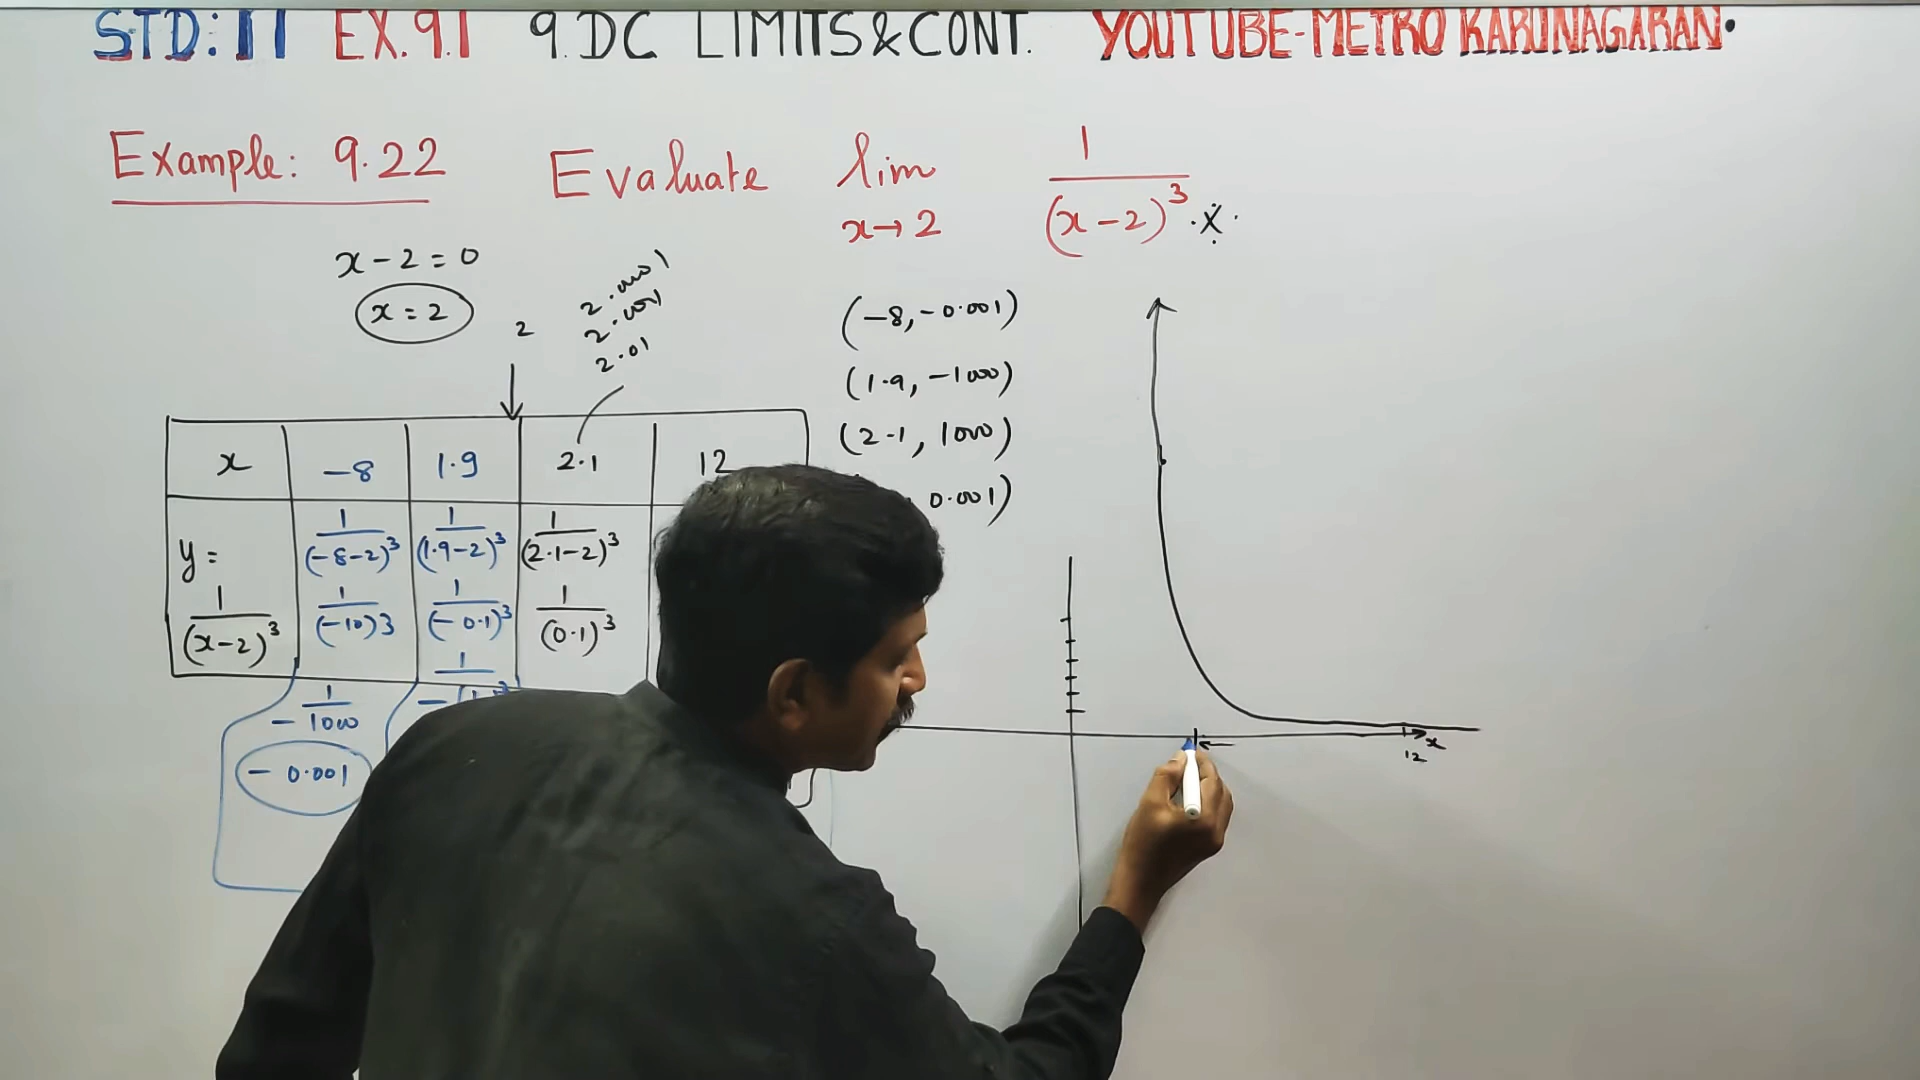 STD: 11 EX.9.1 9.DC LIMITS & CONT. YOUTUBE-METRO KARUNAGARAN.
Example: 9.22 Evaluate lim x→2 1/(x-2)^3 . x .
x-2=0
x=2
2
2.0001
2.001
2.01
x -8 1.9 2.1 12
y= 1/(x-2)^3
1/(-8-2)^3 1/(1.9-2)^3 1/(2.1-2)^3
1/(-10)3 1/(-0.1)^3 1/(0.1)^3
-1/1000
-0.001
(-8,-0.001)
(1.9,-1000)
(2.1, 1000)
0.001)
x
12